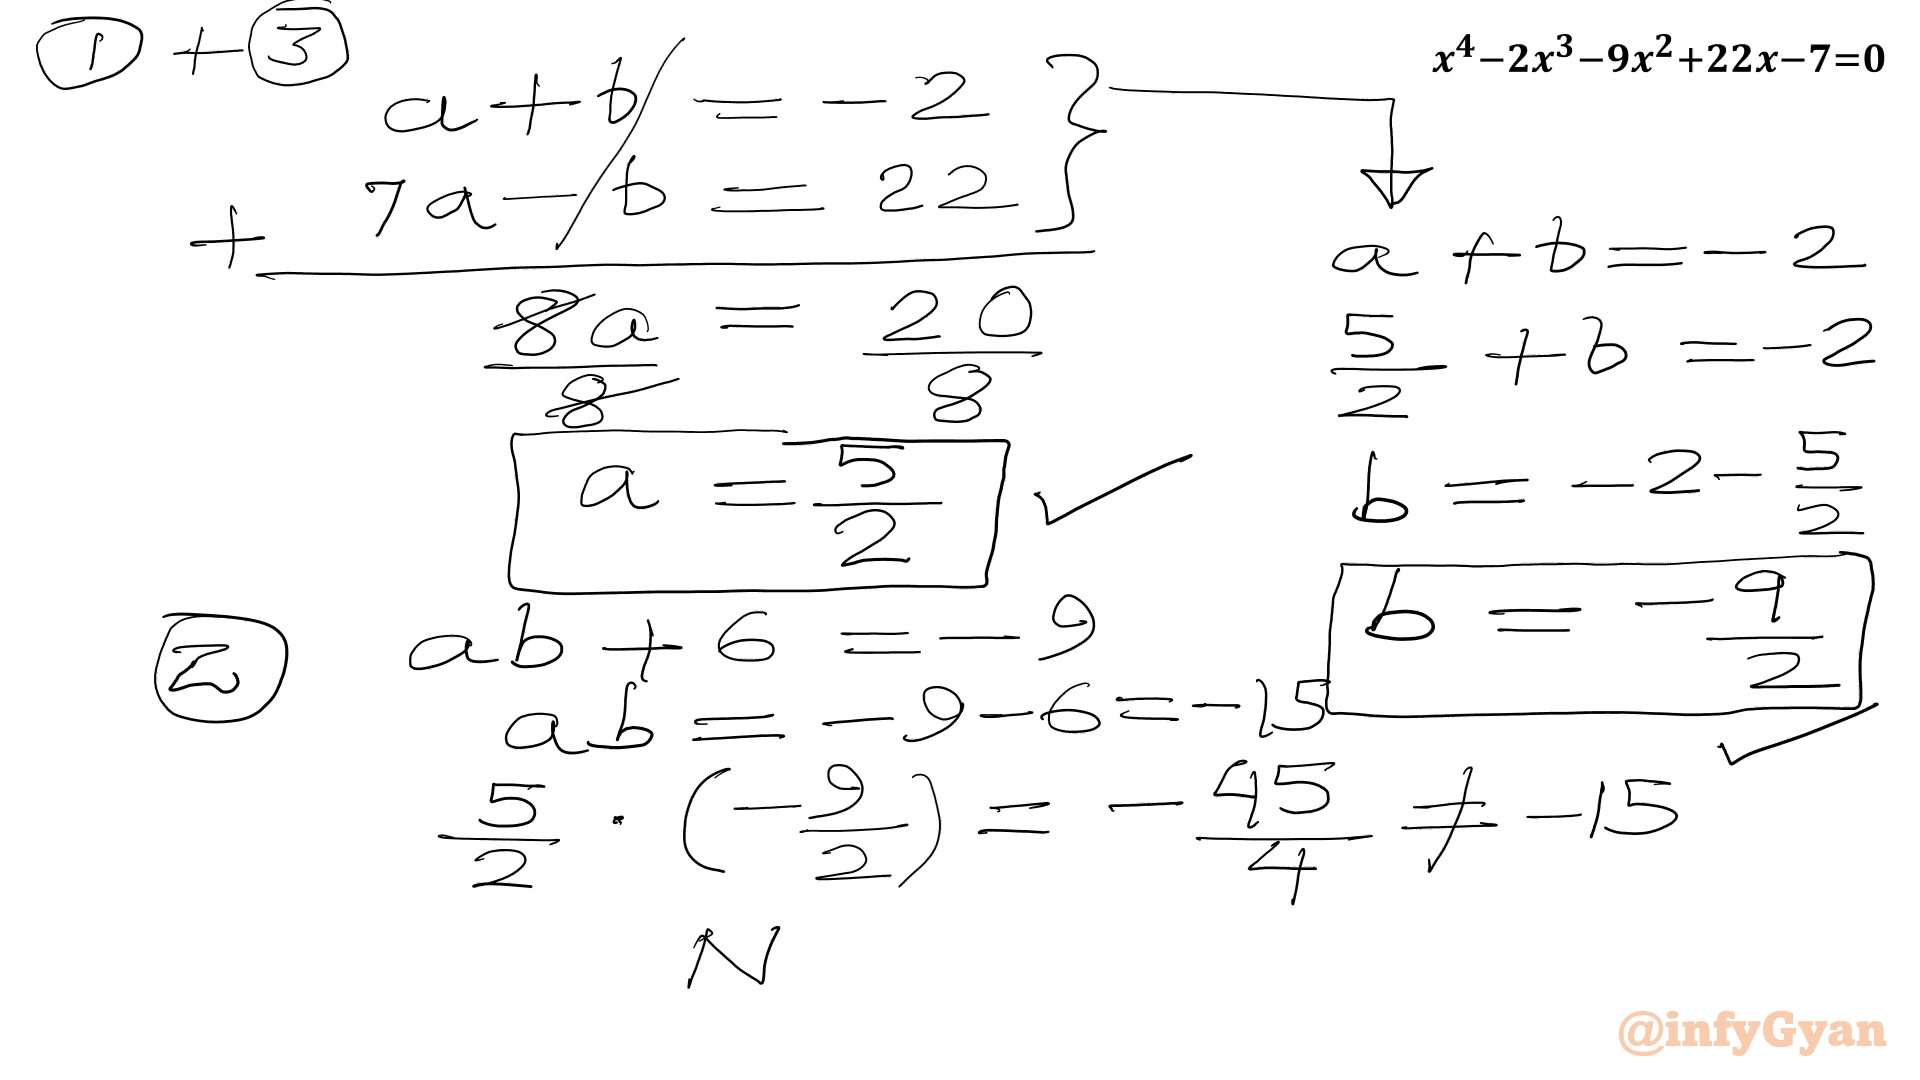 ① + ③
x⁴−2x³−9x²+22x−7=0
a + b = − 2
7a − b = 22
+
8a/8 = 20/8
a = 5/2 ✓
a + b = − 2
5/2 + b = − 2
b = − 2 − 5/2
b = − 9/2 ✓
② ab + 6 = − 9
ab = − 9 − 6 = − 15
5/2 · (− 9/2) = − 45/4 ≠ − 15
N
@infyGyan